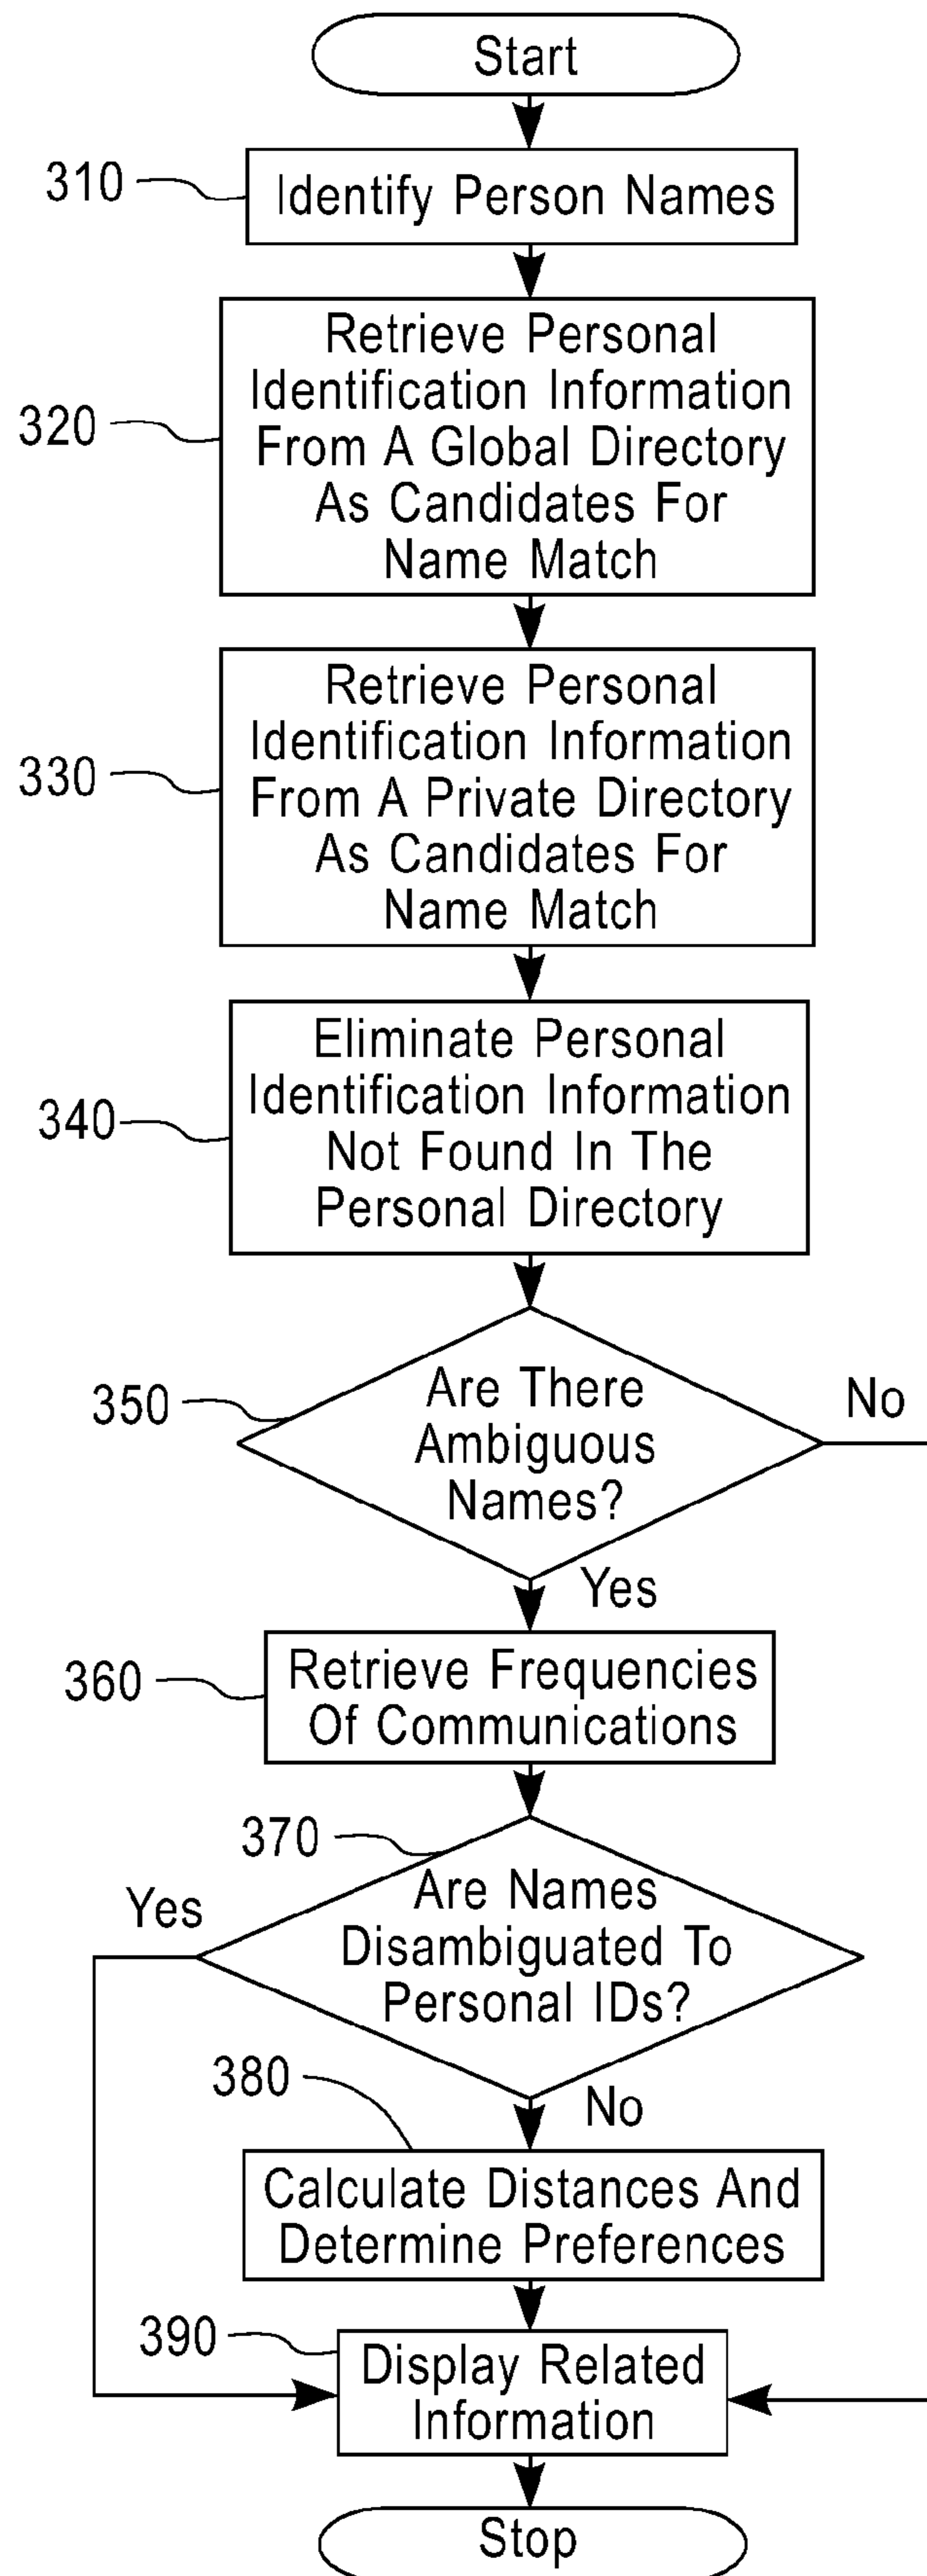 Start
310
Identify Person Names
320
Retrieve Personal
Identification Information
From A Global Directory
As Candidates For
Name Match
330
Retrieve Personal
Identification Information
From A Private Directory
As Candidates For
Name Match
340
Eliminate Personal
Identification Information
Not Found In The
Personal Directory
350
Are There
Ambiguous
Names?
No
Yes
360
Retrieve Frequencies
Of Communications
370
Are Names
Disambiguated To
Personal IDs?
Yes
No
380
Calculate Distances And
Determine Preferences
390
Display Related
Information
Stop